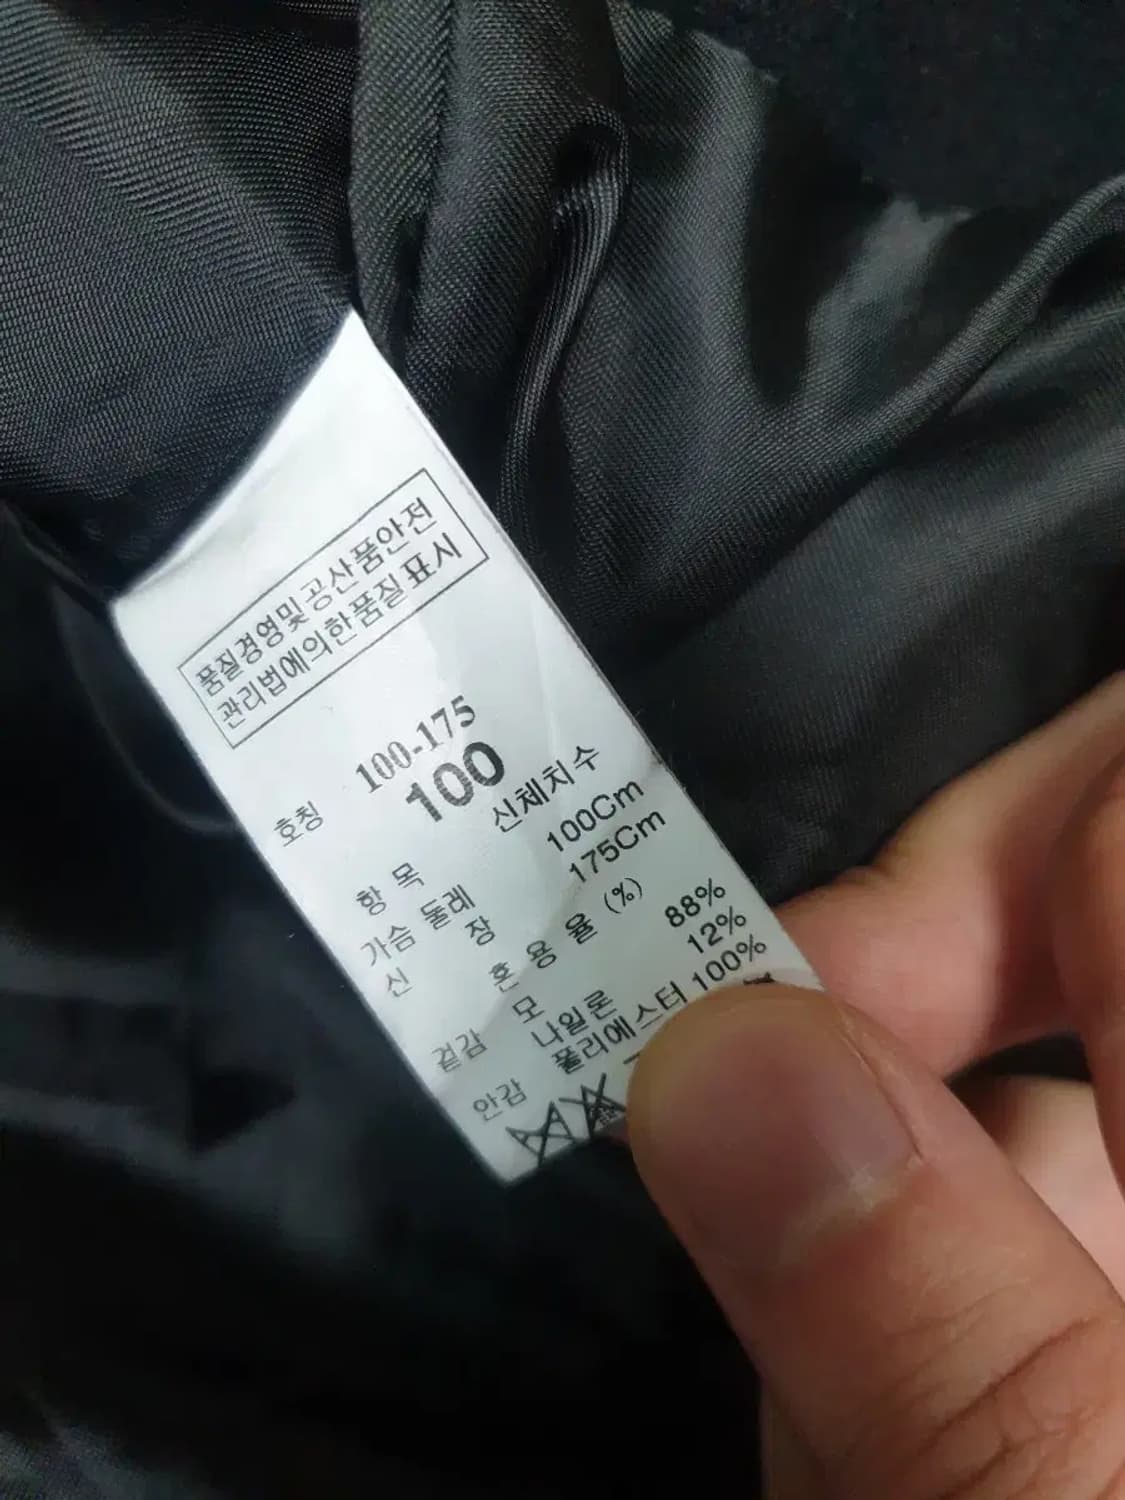 품질경영및공산품안전
관리법에의한품질표시
호칭 100-175
100
항 목 신체치수
가슴 둘레 100Cm
신 장 175Cm
혼 용 율 (%)
겉감 모 88%
나일론 12%
안감 폴리에스터 100%